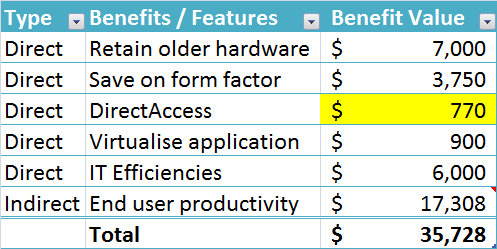 Type Benefits / Features Benefit Value
Direct Retain older hardware $ 7,000
Direct Save on form factor $ 3,750
Direct DirectAccess $ 770
Direct Virtualise application $ 900
Direct IT Efficiencies $ 6,000
Indirect End user productivity $ 17,308
Total $ 35,728